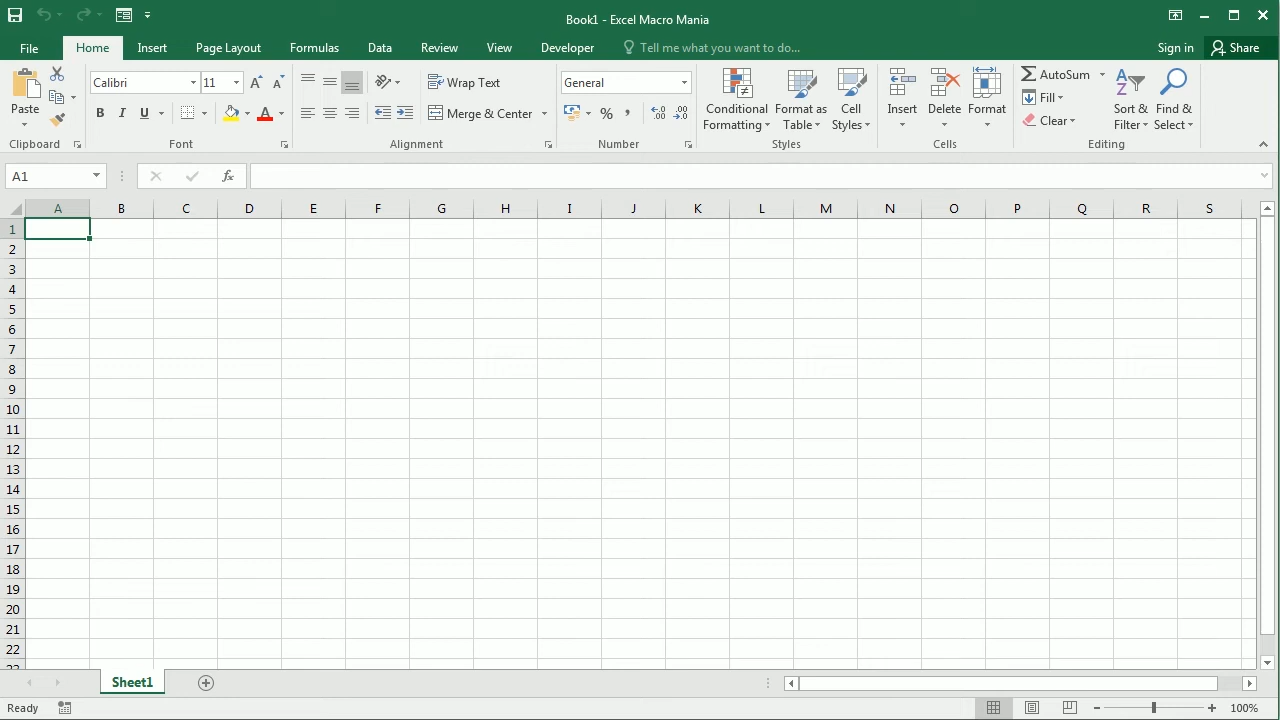 Book1 - Excel Macro Mania
File Home Insert Page Layout Formulas Data Review View Developer Tell me what you want to do... Sign in Share
Calibri 11 Wrap Text General AutoSum
Paste Conditional Formatting Format as Table Cell Styles Insert Delete Format Fill Sort & Filter Find & Select
B I U A Merge & Center % , Clear
Clipboard Font Alignment Number Styles Cells Editing
A1 fx
A B C D E F G H I J K L M N O P Q R S
1
2
3
4
5
6
7
8
9
10
11
12
13
14
15
16
17
18
19
20
21
22
Sheet1
Ready 100%